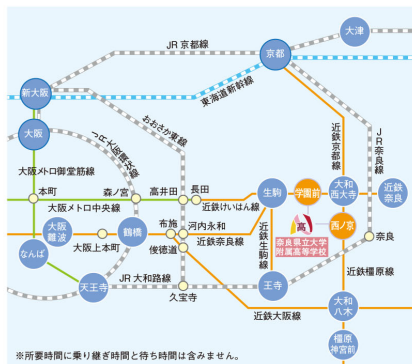 大津
JR京都線
京都
新大阪
東海道新幹線
大阪
おおさか東線
JR大阪環状線
近鉄京都線
JR奈良線
大阪メトロ御堂筋線
本町
森ノ宮
高井田
長田
生駒
学園前
大和
西大寺
近鉄
奈良
大阪メトロ中央線
近鉄けいはんな線
大阪
難波
鶴橋
布施
河内永和
高
西ノ京
大阪上本町
近鉄奈良線
奈良県立大学
附属高等学校
奈良
なんば
俊徳道
近鉄生駒線
近鉄橿原線
天王寺
JR大和路線
久宝寺
王寺
近鉄大阪線
大和
八木
橿原
神宮前
※所要時間に乗り継ぎ時間と待ち時間は含みません。